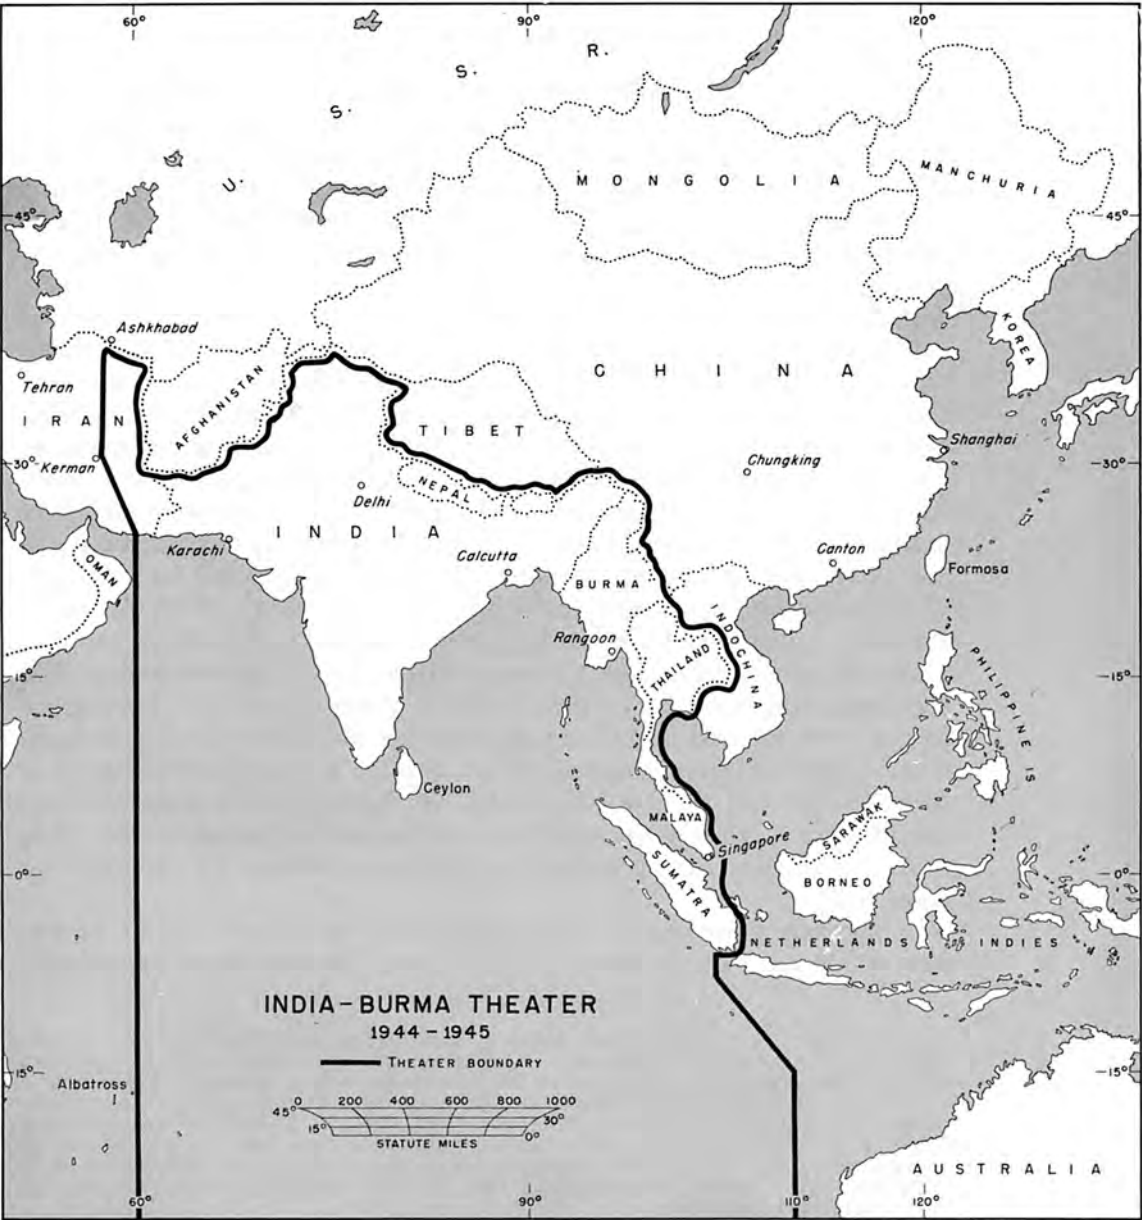 60° 90° 120°
U. S. S. R.
MONGOLIA
MANCHURIA
45° 45°
Ashkhabad
KOREA
Tehran
CHINA
AFGHANISTAN
IRAN
TIBET
Shanghai
30° Kerman
Chungking
30°
NEPAL
Delhi
INDIA
Karachi
Calcutta
Canton
Formosa
OMAN
BURMA
INDOCHINA
Rangoon
THAILAND
PHILIPPINE IS
15° 15°
Ceylon
MALAYA
SARAWAK
Singapore
SUMATRA
BORNEO
0° 0°
NETHERLANDS INDIES
INDIA-BURMA THEATER
1944-1945
THEATER BOUNDARY
15° 15°
Albatross
I
0 200 400 600 800 1000
45° 30°
15° 0°
STATUTE MILES
AUSTRALIA
60° 90° 110° 120°